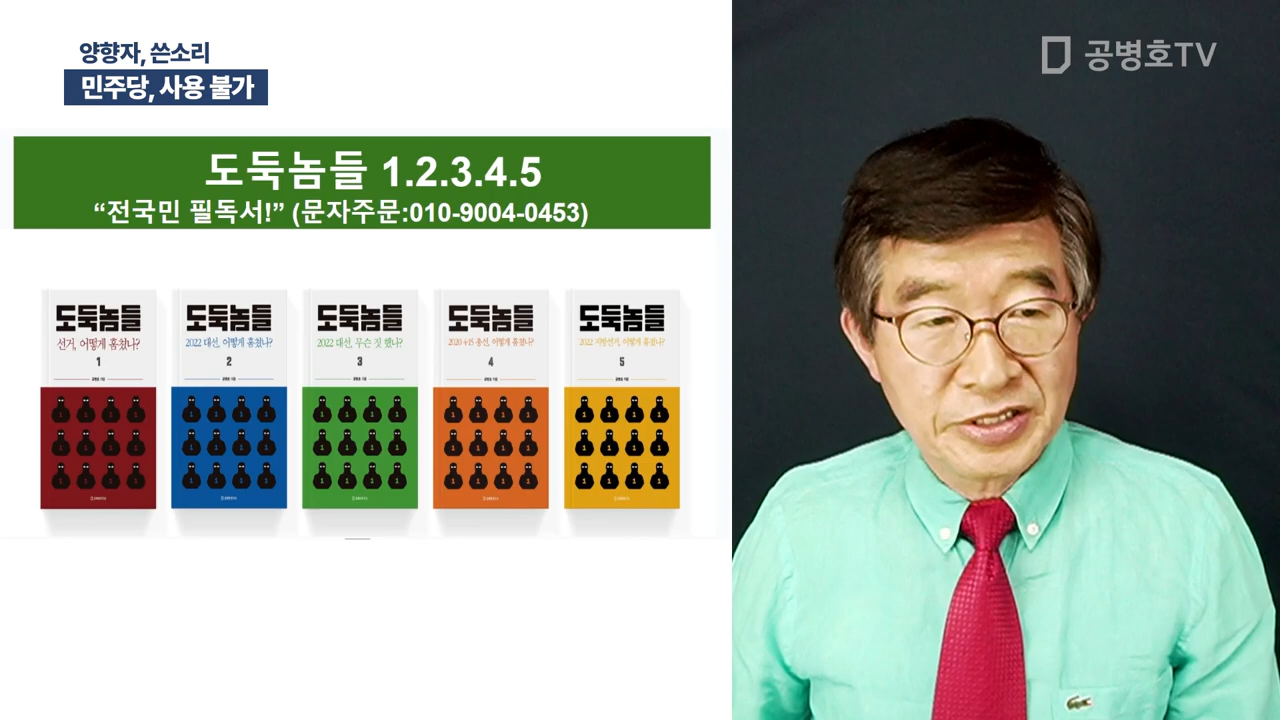 양향자, 쓴소리
민주당, 사용 불가
공병호TV
도둑놈들 1.2.3.4.5
“전국민 필독서!” (문자주문:010-9004-0453)
도둑놈들
선거, 어떻게 훔쳤나?
1
도둑놈들
2022 대선, 어떻게 훔쳤나?
2
도둑놈들
2022 대선, 무슨 짓 했나?
3
도둑놈들
2020 4·15 총선, 어떻게 훔쳤나?
4
도둑놈들
2022 지방선거, 어떻게 훔쳤나?
5